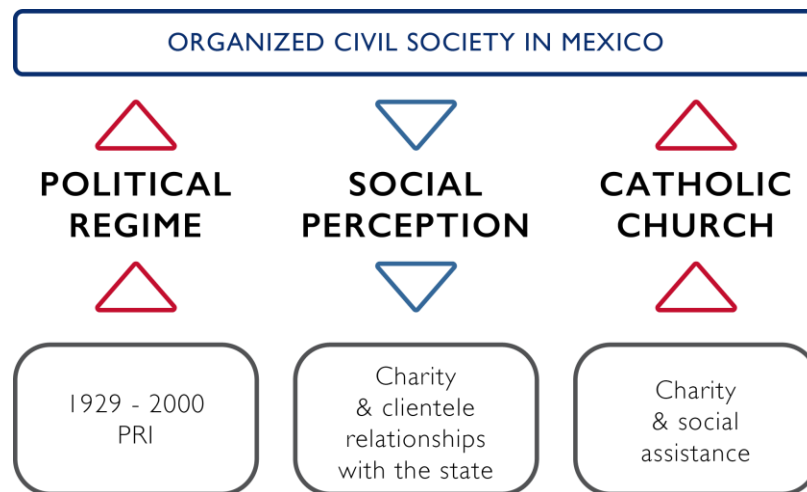 ORGANIZED CIVIL SOCIETY IN MEXICO
POLITICAL
REGIME
SOCIAL
PERCEPTION
CATHOLIC
CHURCH
1929 - 2000
PRI
Charity
& clientele
relationships
with the state
Charity
& social
assistance